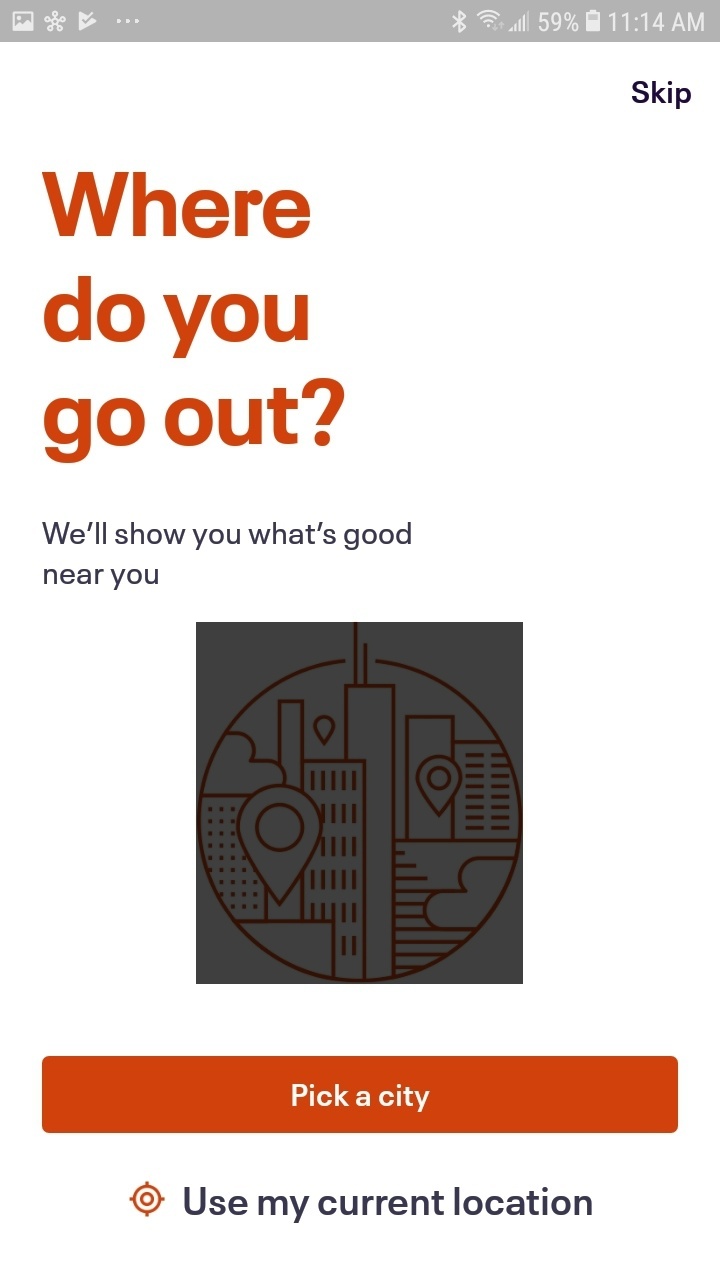 59% 11:14 AM
Skip
Where
do you
go out?
We’ll show you what’s good
near you
Pick a city
Use my current location